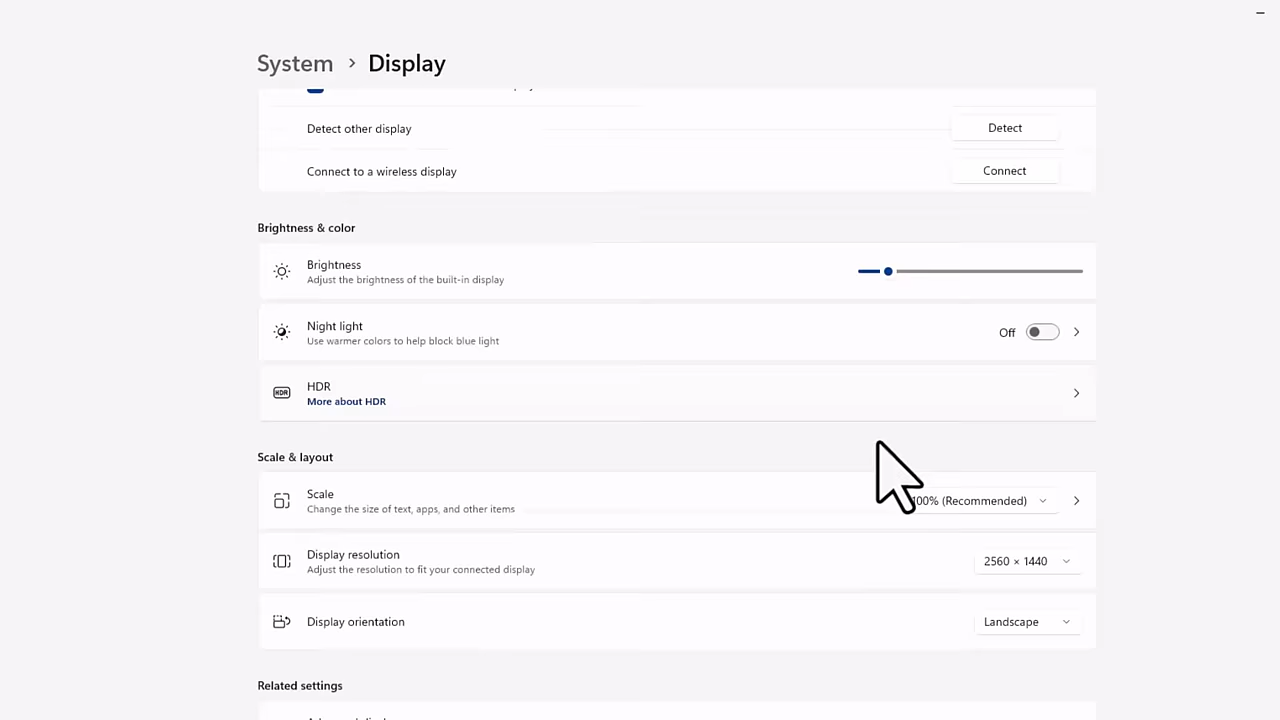 System > Display
Detect other display
Detect
Connect to a wireless display
Connect
Brightness & color
Brightness
Adjust the brightness of the built-in display
Night light
Use warmer colors to help block blue light
Off
HDR
HDR
More about HDR
Scale & layout
Scale
Change the size of text, apps, and other items
100% (Recommended)
Display resolution
Adjust the resolution to fit your connected display
2560 × 1440
Display orientation
Landscape
Related settings